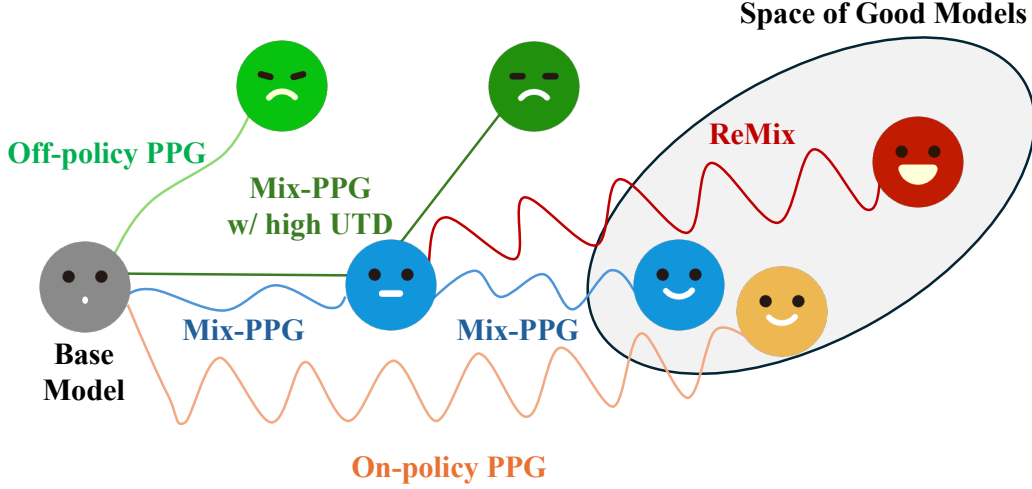 Space of Good Models
ReMix
Off-policy PPG
Mix-PPG
w/ high UTD
Mix-PPG
Mix-PPG
Base
Model
On-policy PPG